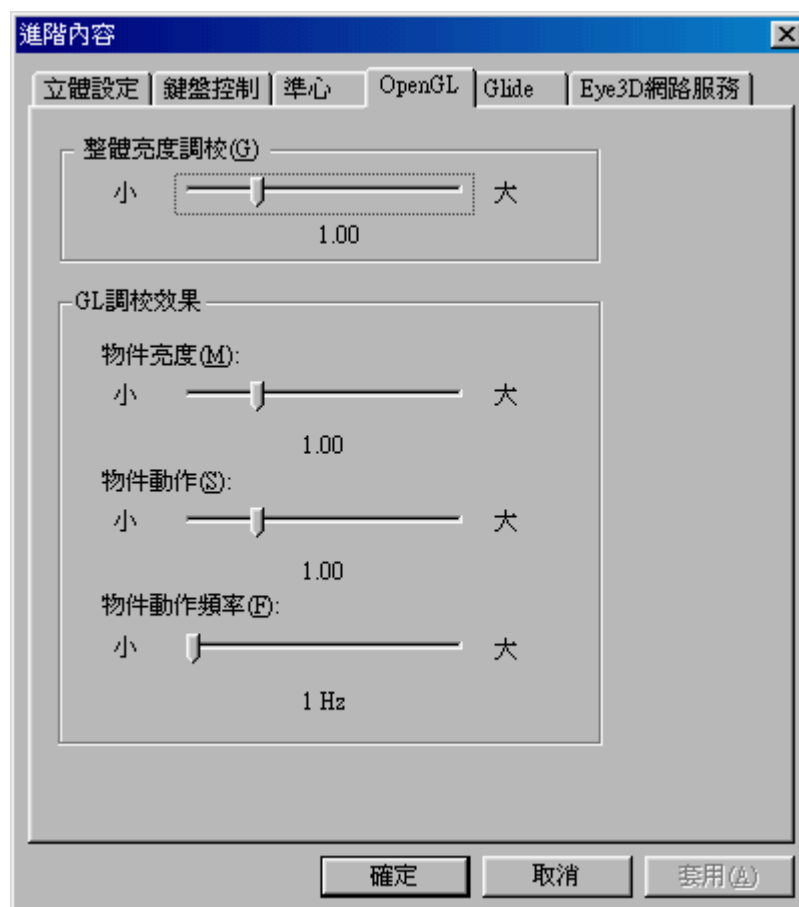 進階內容
立體設定 鍵盤控制 準心 OpenGL Glide Eye3D網路服務
整體亮度調校(G)
小 大
1.00
GL調校效果
物件亮度(M):
小 大
1.00
物件動作(S):
小 大
1.00
物件動作頻率(F):
小 大
1 Hz
確定 取消 套用(A)